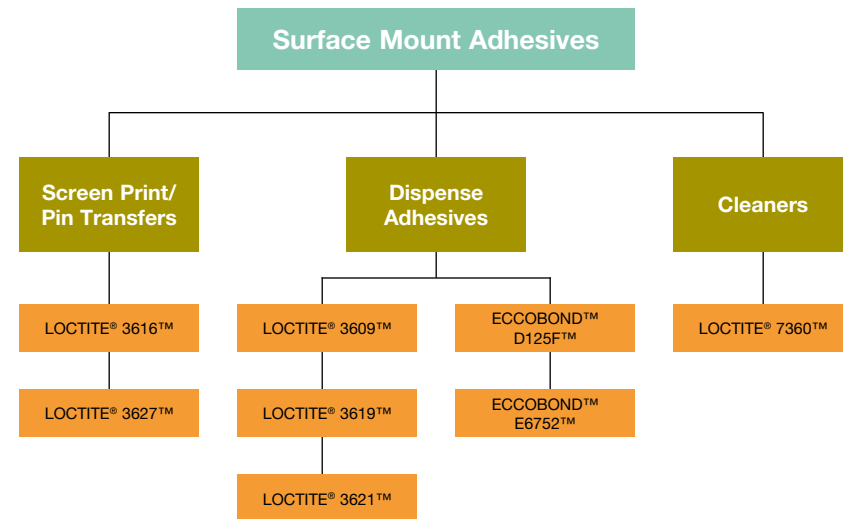 Surface Mount Adhesives
Screen Print/
Pin Transfers
LOCTITE® 3616™
LOCTITE® 3627™
Dispense
Adhesives
LOCTITE® 3609™
LOCTITE® 3619™
LOCTITE® 3621™
ECCOBOND™
D125F™
ECCOBOND™
E6752™
Cleaners
LOCTITE® 7360™